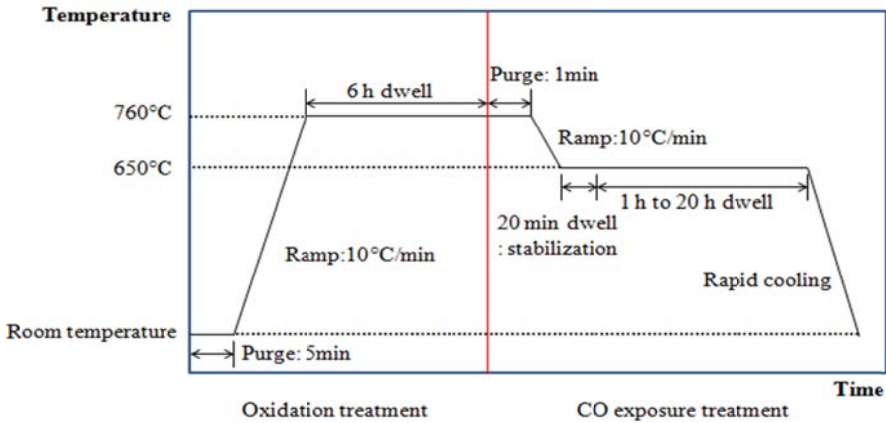 Temperature
Purge: 1min
6 h dwell
760°C
Ramp:10°C/min
650°C
1 h to 20 h dwell
20 min dwell
: stabilization
Ramp:10°C/min
Rapid cooling
Room temperature
Purge: 5min
Time
Oxidation treatment
CO exposure treatment